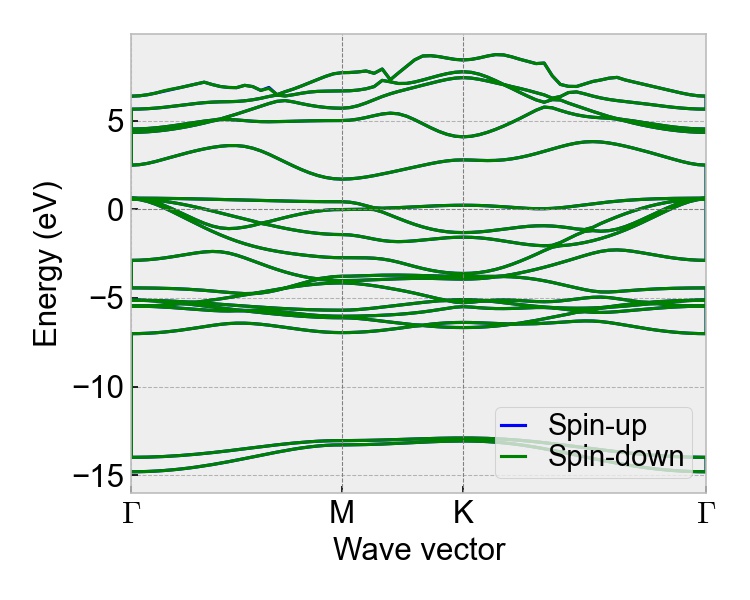 Energy (eV)
5
0
−5
−10
−15
Spin-up
Spin-down
Γ M K Γ
Wave vector